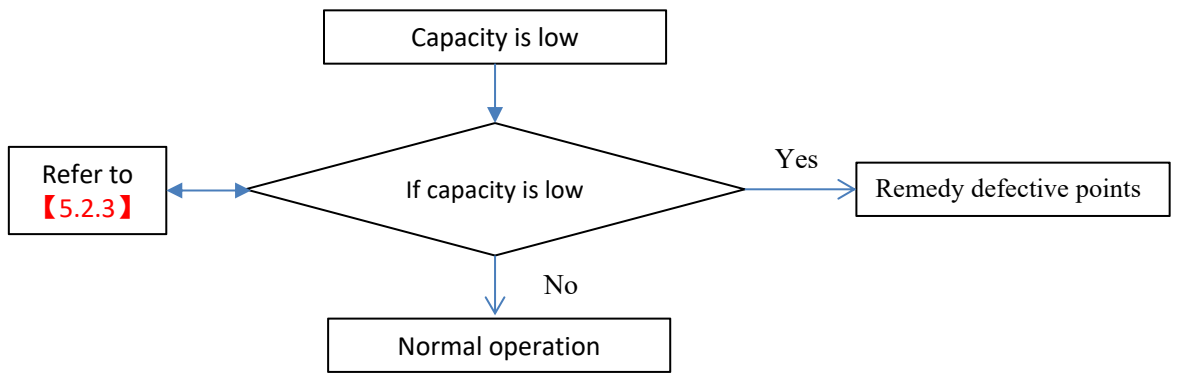 Capacity is low
Refer to
【5.2.3】
If capacity is low
Yes
Remedy defective points
No
Normal operation